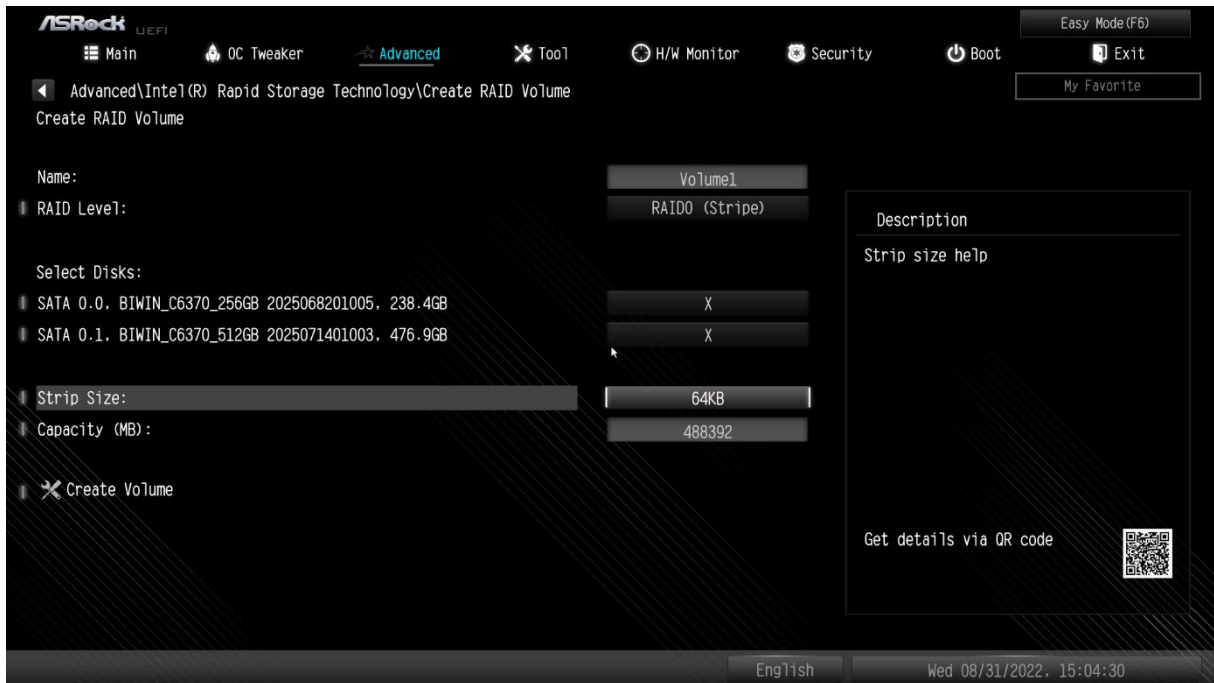 ASRock UEFI
Easy Mode(F6)
Main OC Tweaker Advanced Tool H/W Monitor Security Boot Exit
Advanced\Intel(R) Rapid Storage Technology\Create RAID Volume
My Favorite
Create RAID Volume
Name: Volume1
RAID Level: RAID0 (Stripe)
Description
Strip size help
Select Disks:
SATA 0.0, BIWIN_C6370_256GB 2025068201005, 238.4GB X
SATA 0.1, BIWIN_C6370_512GB 2025071401003, 476.9GB X
Strip Size: 64KB
Capacity (MB): 488392
Create Volume
Get details via QR code
English Wed 08/31/2022, 15:04:30